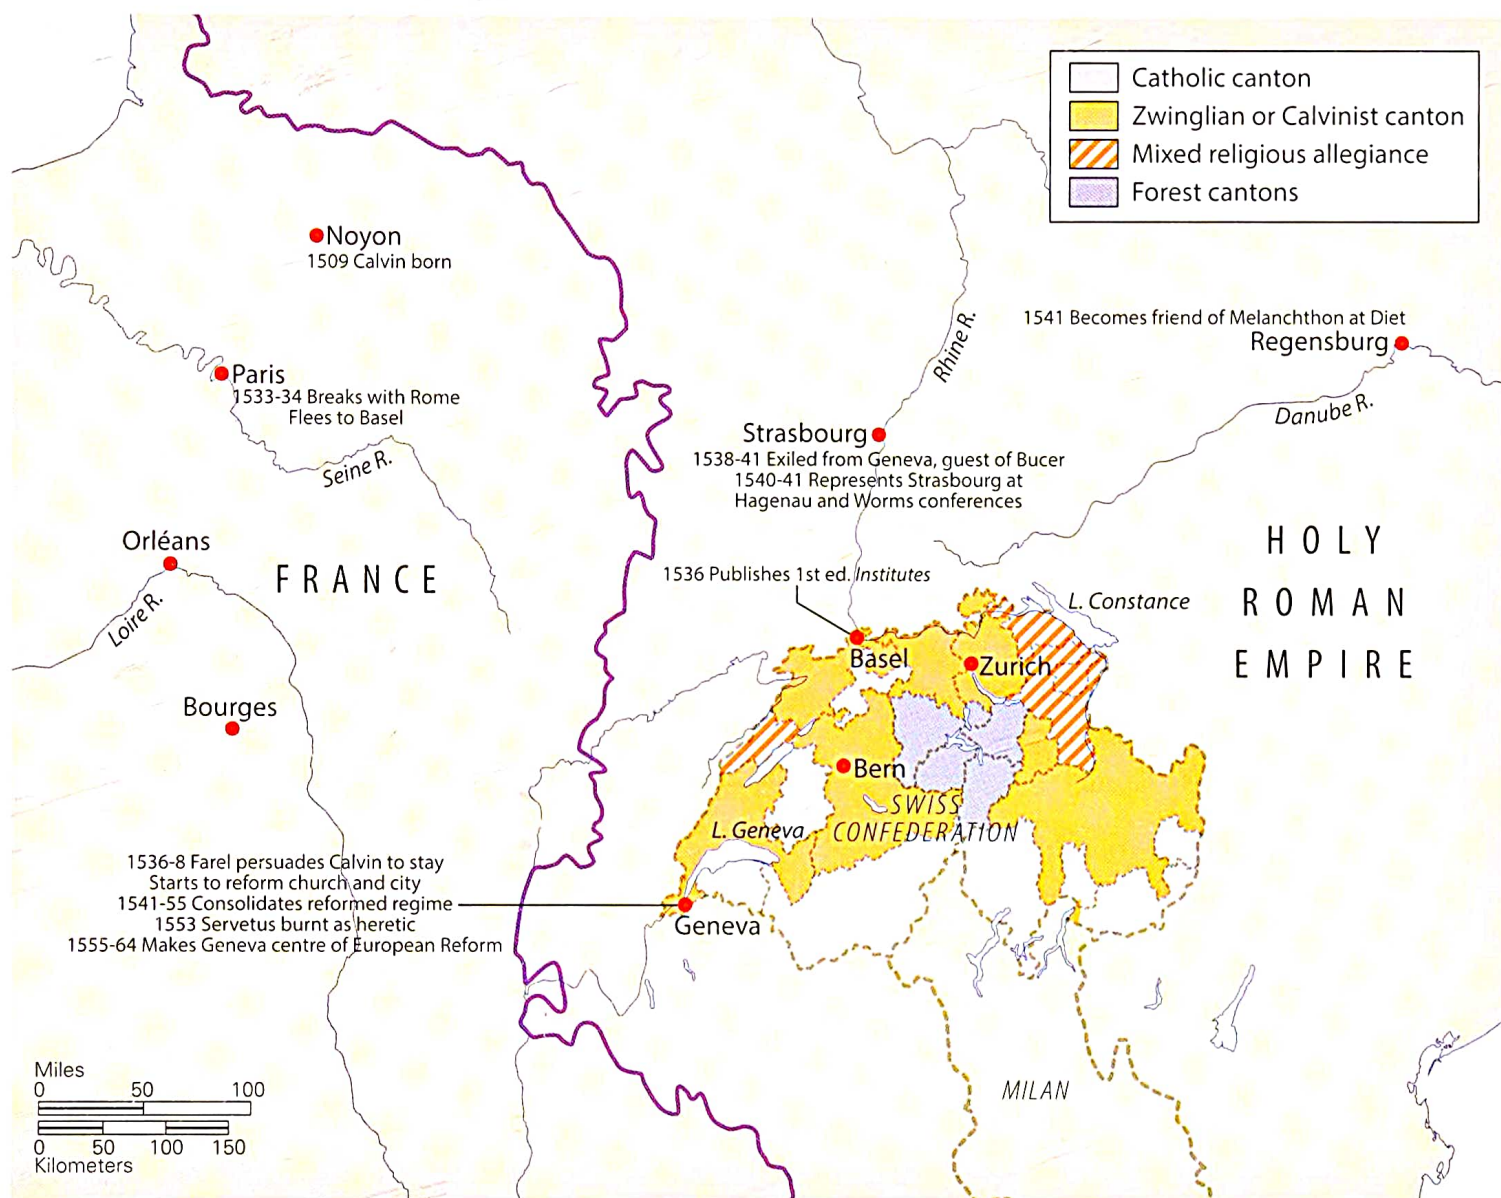 Catholic canton
Zwinglian or Calvinist canton
Mixed religious allegiance
Forest cantons
Noyon
1509 Calvin born
Rhine R.
1541 Becomes friend of Melanchthon at Diet
Regensburg
Danube R.
Paris
1533-34 Breaks with Rome
Flees to Basel
Seine R.
Strasbourg
1538-41 Exiled from Geneva, guest of Bucer
1540-41 Represents Strasbourg at
Hagenau and Worms conferences
Orléans
Loire R.
FRANCE
HOLY
ROMAN
EMPIRE
1536 Publishes 1st ed. Institutes
L. Constance
Basel
Zurich
Bourges
Bern
SWISS
CONFEDERATION
L. Geneva
1536-8 Farel persuades Calvin to stay
Starts to reform church and city
1541-55 Consolidates reformed regime
1553 Servetus burnt as heretic
1555-64 Makes Geneva centre of European Reform
Geneva
MILAN
Miles
0 50 100
0 50 100 150
Kilometers